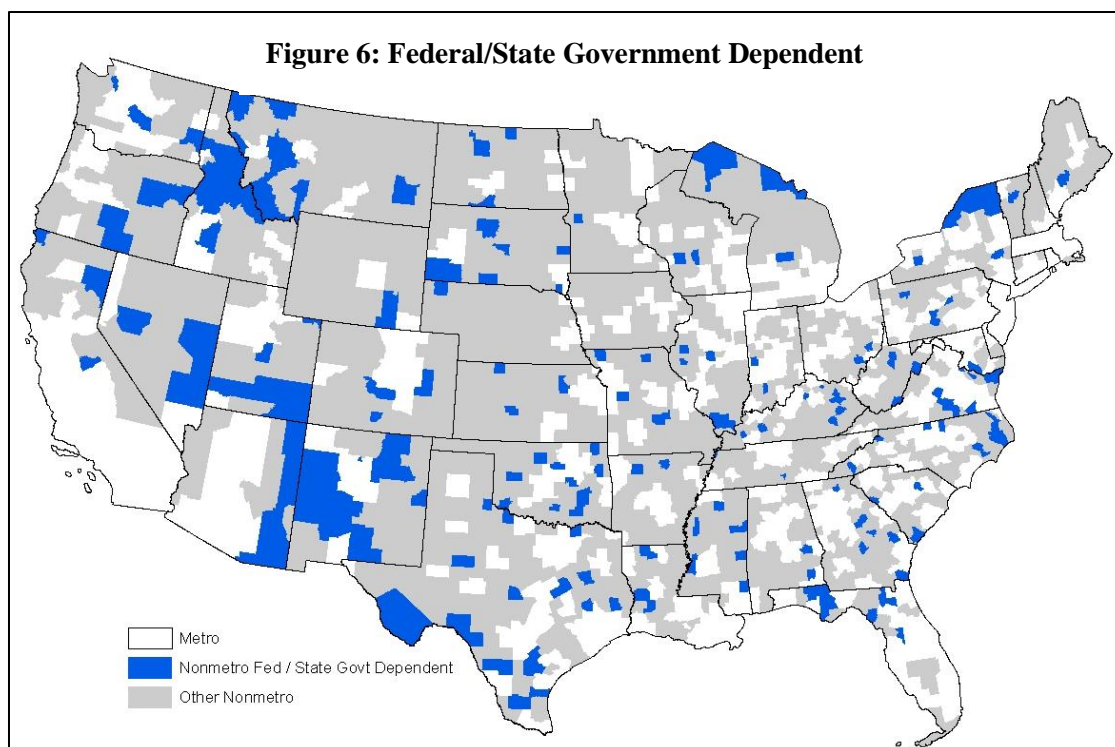 Figure 6: Federal/State Government Dependent
Metro
Nonmetro Fed / State Govt Dependent
Other Nonmetro